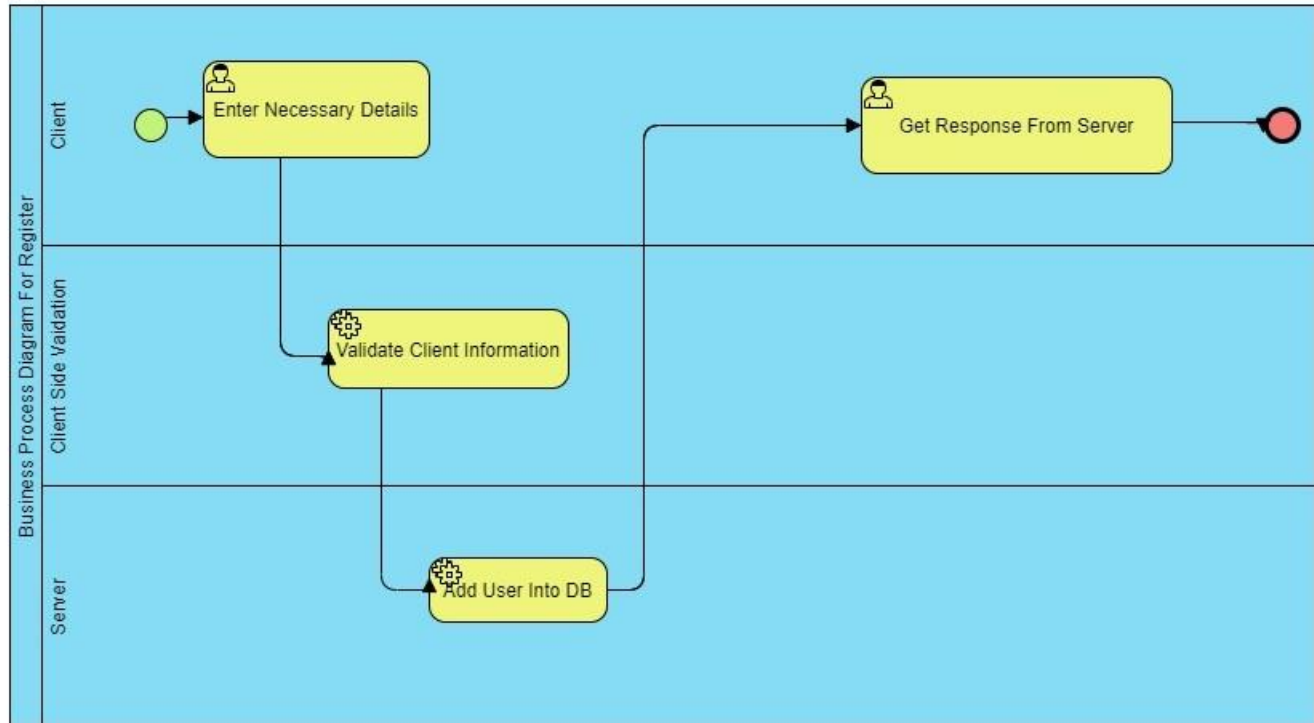 Business Process Diagram For Register
Client
Enter Necessary Details
Get Response From Server
Client Side Vaidation
Validate Client Information
Server
Add User Into DB